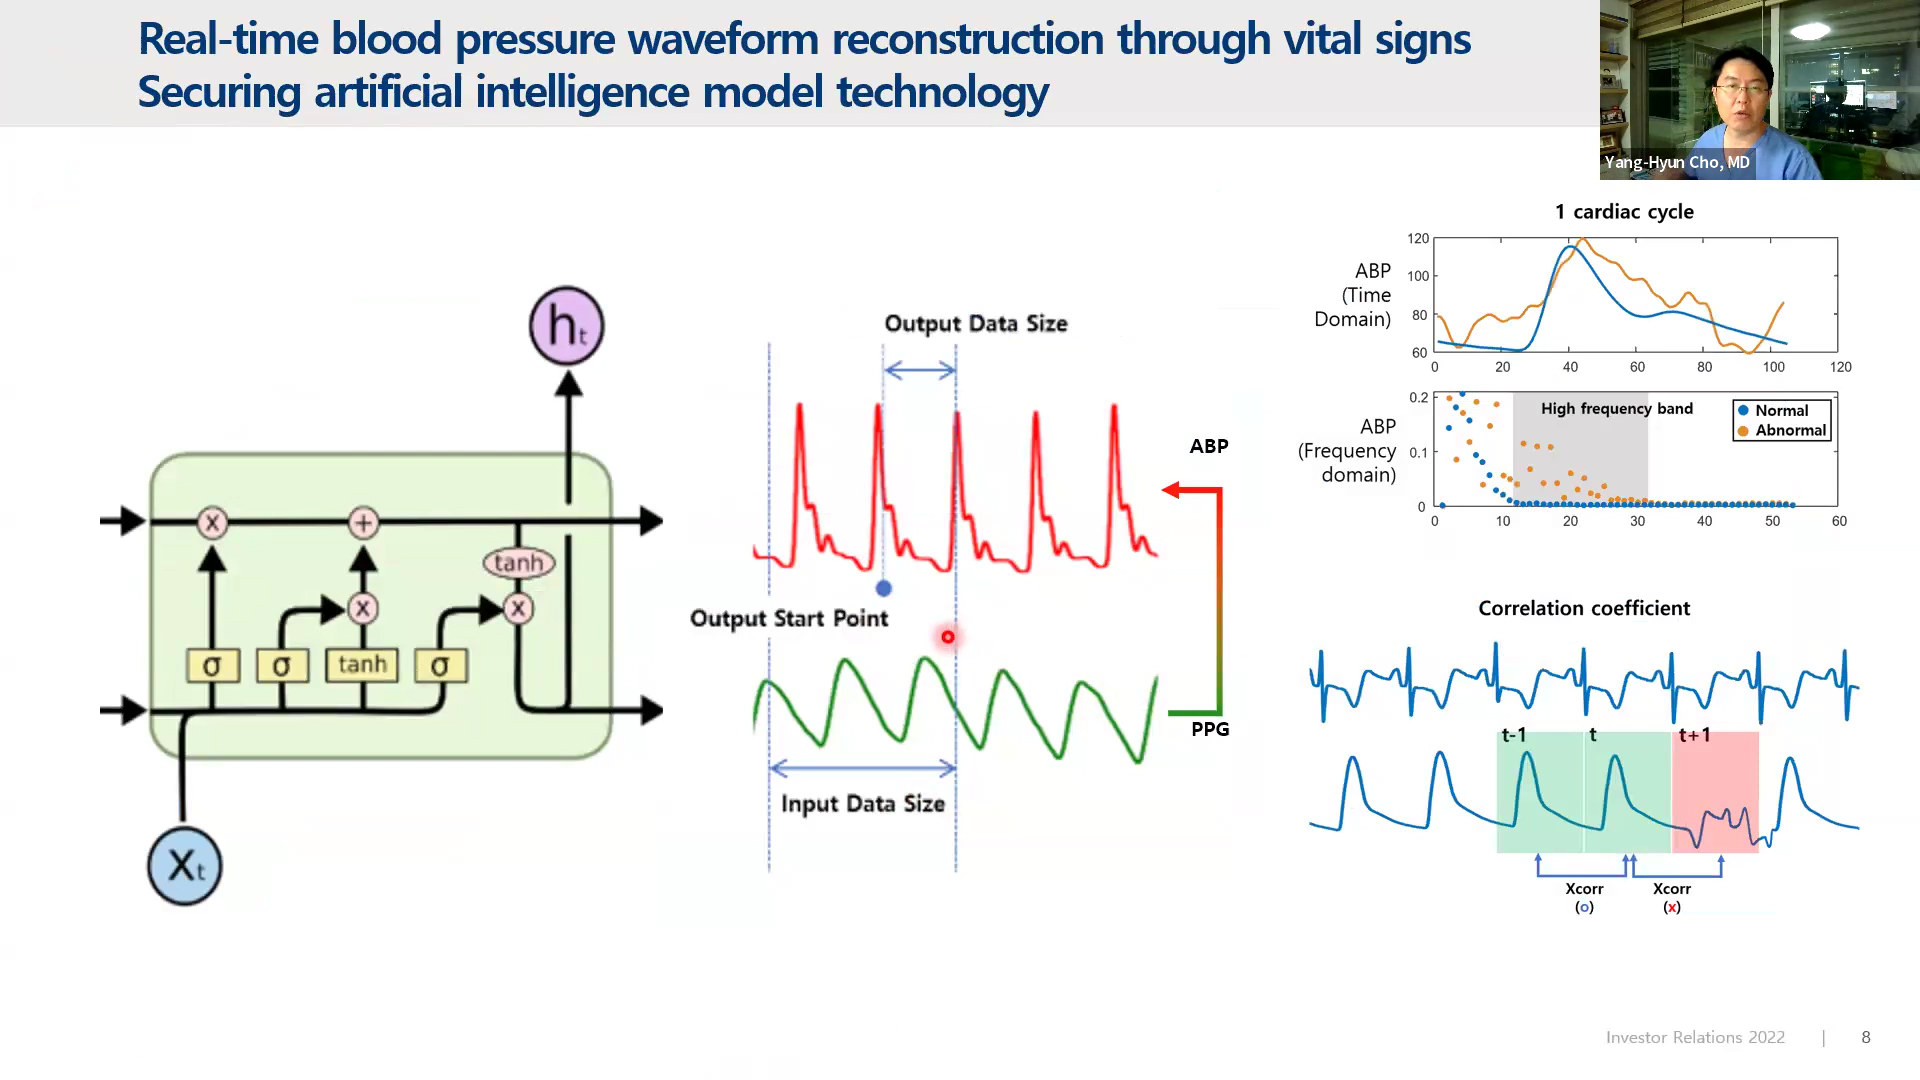 Real-time blood pressure waveform reconstruction through vital signs
Securing artificial intelligence model technology
Yang-Hyun Cho, MD
ht
x
+
tanh
x
x
σ
σ
tanh
σ
Xt
Output Data Size
Output Start Point
Input Data Size
ABP
PPG
1 cardiac cycle
ABP
(Time
Domain)
120
100
80
60
0
20
40
60
80
100
120
ABP
(Frequency
domain)
0.2
0.1
0
High frequency band
Normal
Abnormal
0
10
20
30
40
50
60
Correlation coefficient
t-1
t
t+1
Xcorr
(o)
Xcorr
(x)
Investor Relations 2022 | 8